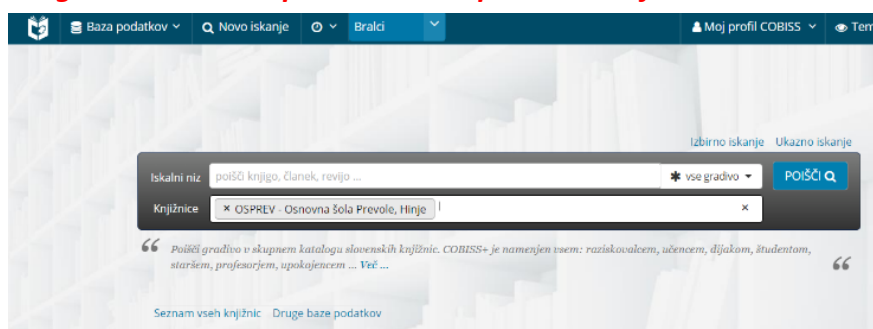 Baza podatkov Novo iskanje Bralci Moj profil COBISS
Izbirno iskanje Ukazno iskanje
Iskalni niz poišči knjigo, članek, revijo ... vse gradivo POIŠČI
Knjižnice × OSPREV - Osnovna šola Prevole, Hinje ×
“ Poišči gradivo v skupnem katalogu slovenskih knjižnic. COBISS+ je namenjen vsem: raziskovalcem, učencem, dijakom, študentom,
staršem, profesorjem, upokojencem ... Več ... “
Seznam vseh knjižnic Druge baze podatkov